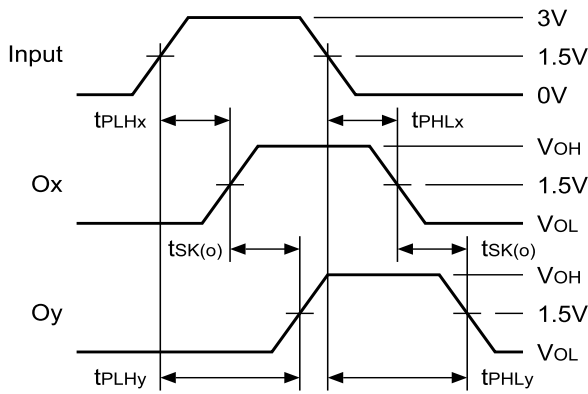 3V
Input 1.5V
0V
tPLHx tPHLx
VOH
Ox 1.5V
VOL
tSK(o) tSK(o)
VOH
Oy 1.5V
VOL
tPLHy tPHLy